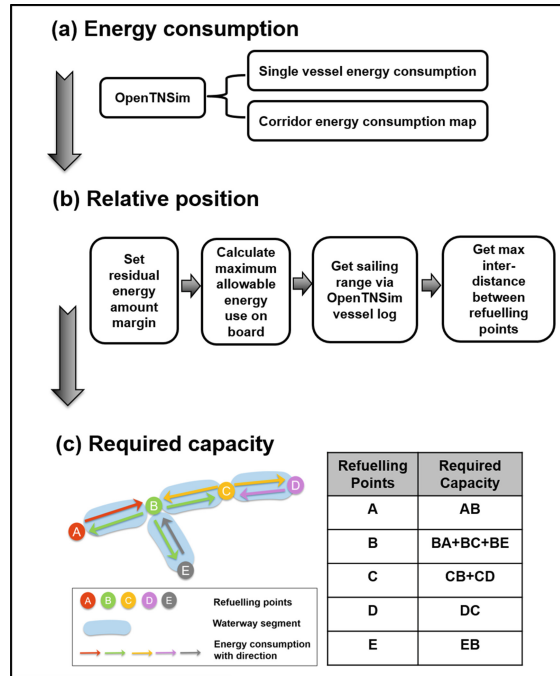 (a) Energy consumption
OpenTNSim
Single vessel energy consumption
Corridor energy consumption map
(b) Relative position
Set
residual
energy
amount
margin
Calculate
maximum
allowable
energy
use on
board
Get sailing
range via
OpenTNSim
vessel log
Get max
inter-
distance
between
refuelling
points
(c) Required capacity
A
B
C
D
E
A B C D E
Refuelling points
Waterway segment
Energy consumption
with direction
Refuelling
Points
Required
Capacity
A AB
B BA+BC+BE
C CB+CD
D DC
E EB